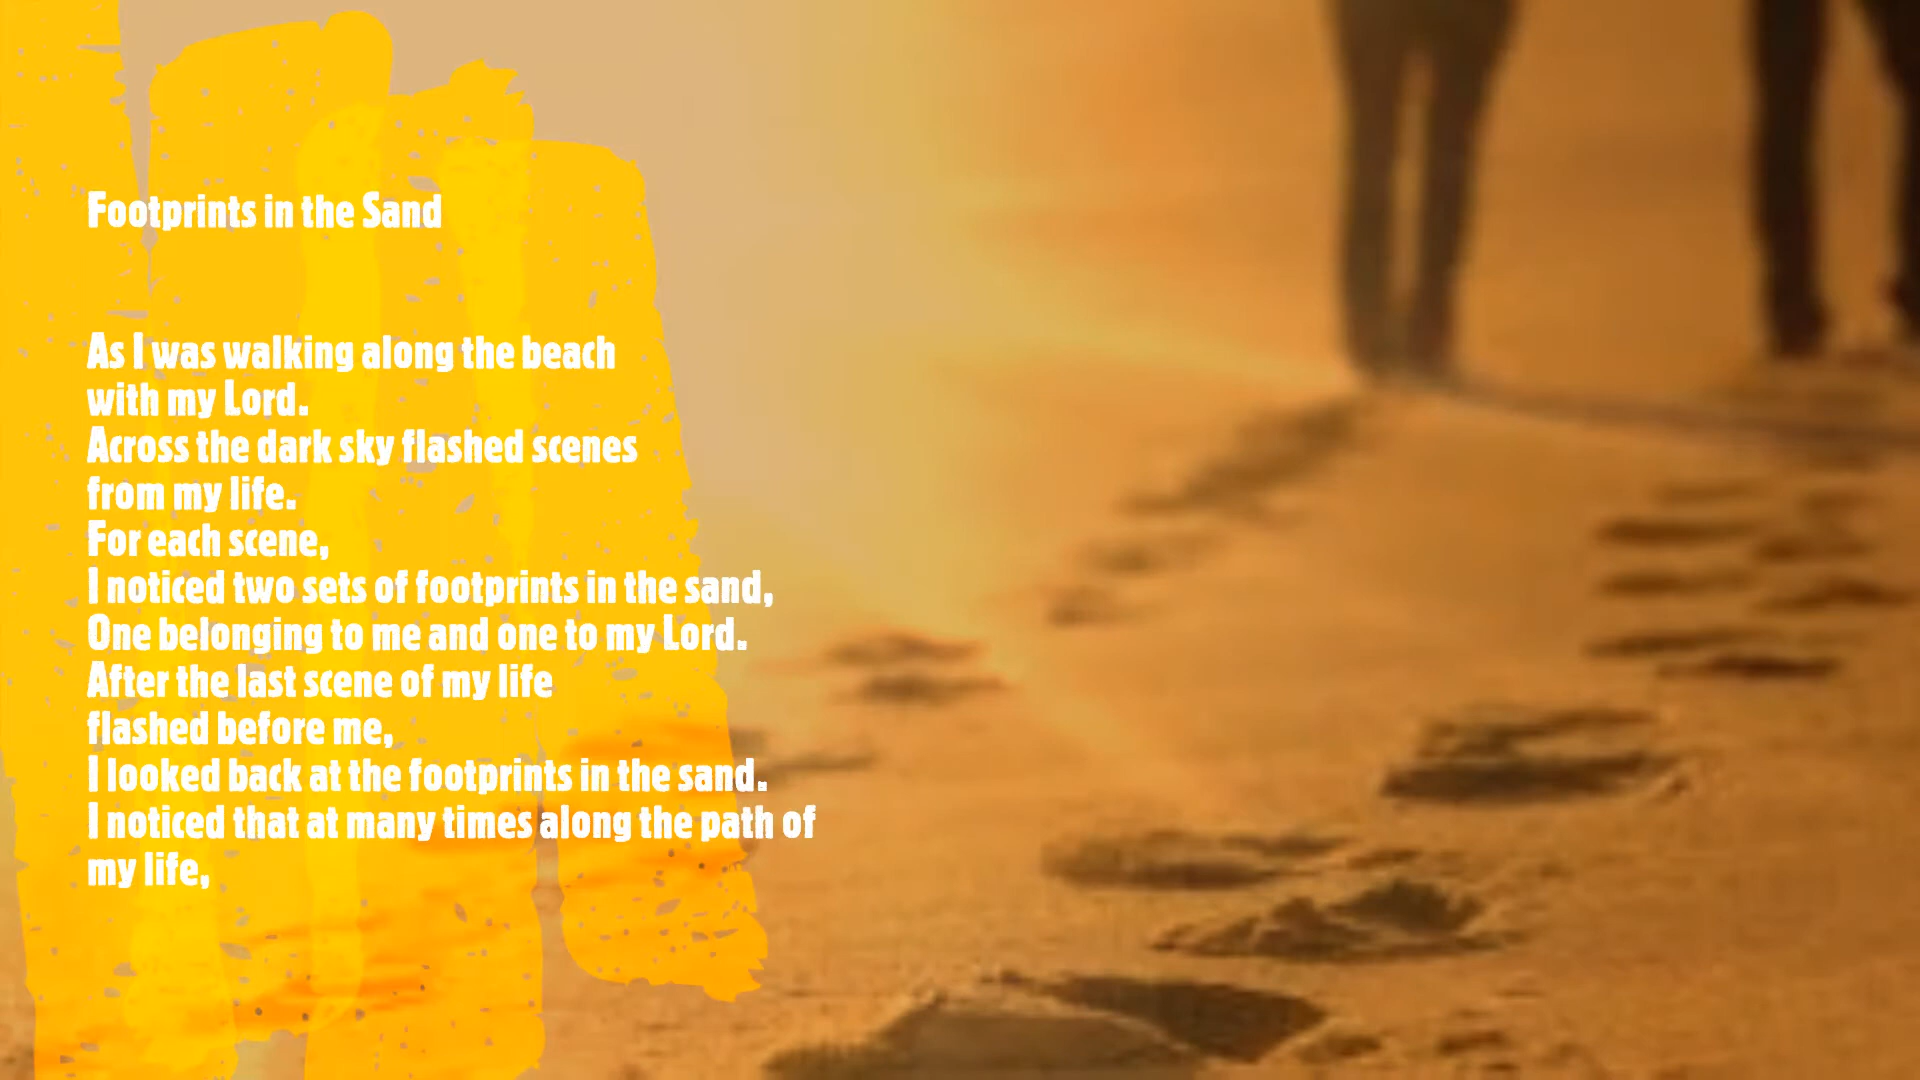 Footprints in the Sand
As I was walking along the beach
with my Lord.
Across the dark sky flashed scenes
from my life.
For each scene,
I noticed two sets of footprints in the sand,
One belonging to me and one to my Lord.
After the last scene of my life
flashed before me,
I looked back at the footprints in the sand.
I noticed that at many times along the path of
my life,